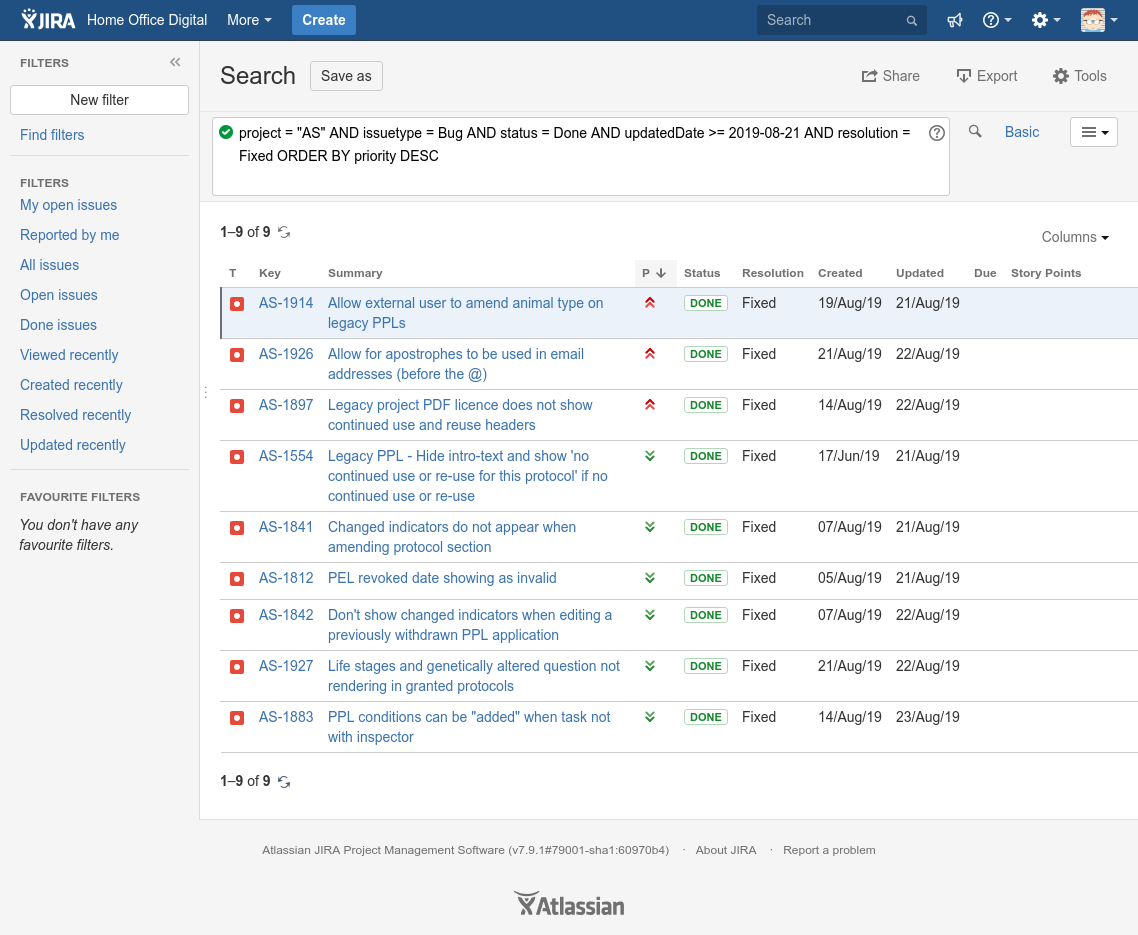 JIRA Home Office Digital More Create Search
FILTERS
New filter
Find filters
FILTERS
My open issues
Reported by me
All issues
Open issues
Done issues
Viewed recently
Created recently
Resolved recently
Updated recently
FAVOURITE FILTERS
You don't have any
favourite filters.
Search Save as Share Export Tools
project = "AS" AND issuetype = Bug AND status = Done AND updatedDate >= 2019-08-21 AND resolution =
Fixed ORDER BY priority DESC
Basic
1–9 of 9
Columns
T Key Summary P Status Resolution Created Updated Due Story Points
AS-1914 Allow external user to amend animal type on DONE Fixed 19/Aug/19 21/Aug/19
legacy PPLs
AS-1926 Allow for apostrophes to be used in email DONE Fixed 21/Aug/19 22/Aug/19
addresses (before the @)
AS-1897 Legacy project PDF licence does not show DONE Fixed 14/Aug/19 22/Aug/19
continued use and reuse headers
AS-1554 Legacy PPL - Hide intro-text and show 'no DONE Fixed 17/Jun/19 21/Aug/19
continued use or re-use for this protocol' if no
continued use or re-use
AS-1841 Changed indicators do not appear when DONE Fixed 07/Aug/19 21/Aug/19
amending protocol section
AS-1812 PEL revoked date showing as invalid DONE Fixed 05/Aug/19 21/Aug/19
AS-1842 Don't show changed indicators when editing a DONE Fixed 07/Aug/19 22/Aug/19
previously withdrawn PPL application
AS-1927 Life stages and genetically altered question not DONE Fixed 21/Aug/19 22/Aug/19
rendering in granted protocols
AS-1883 PPL conditions can be "added" when task not DONE Fixed 14/Aug/19 23/Aug/19
with inspector
1–9 of 9
Atlassian JIRA Project Management Software (v7.9.1#79001-sha1:60970b4) · About JIRA · Report a problem
Atlassian